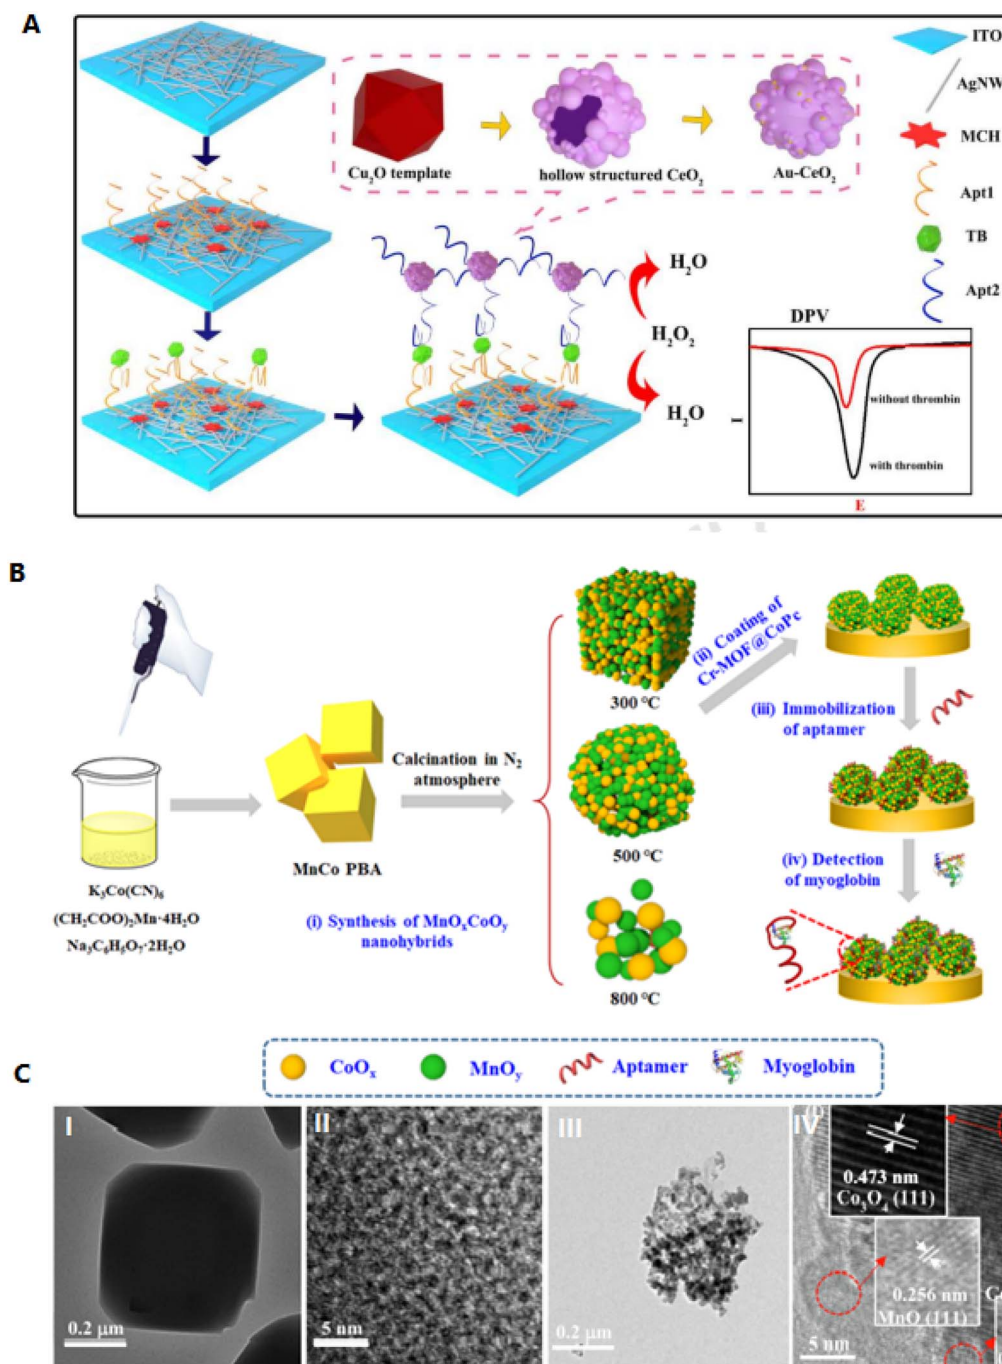 A
ITO
AgNW
MCH
Apt1
TB
Apt2
Cu₂O template
hollow structured CeO₂
Au-CeO₂
H₂O
H₂O₂
H₂O
DPV
without thrombin
with thrombin
I
E
B
300 °C
(ii) Coating of
Cr-MOF@CoPc
(iii) Immobilization
of aptamer
Calcination in N₂
atmosphere
MnCo PBA
500 °C
(iv) Detection
of myoglobin
K₃Co(CN)₆
(CH₂COO)₂Mn·4H₂O
Na₃C₆H₅O₇·2H₂O
(i) Synthesis of MnOₓCoOᵧ
nanohybrids
800 °C
CoOₓ
MnOᵧ
Aptamer
Myoglobin
C
I
0.2 μm
II
5 nm
III
0.2 μm
IV
0.473 nm
Co₃O₄ (111)
0.256 nm
MnO (111)
5 nm